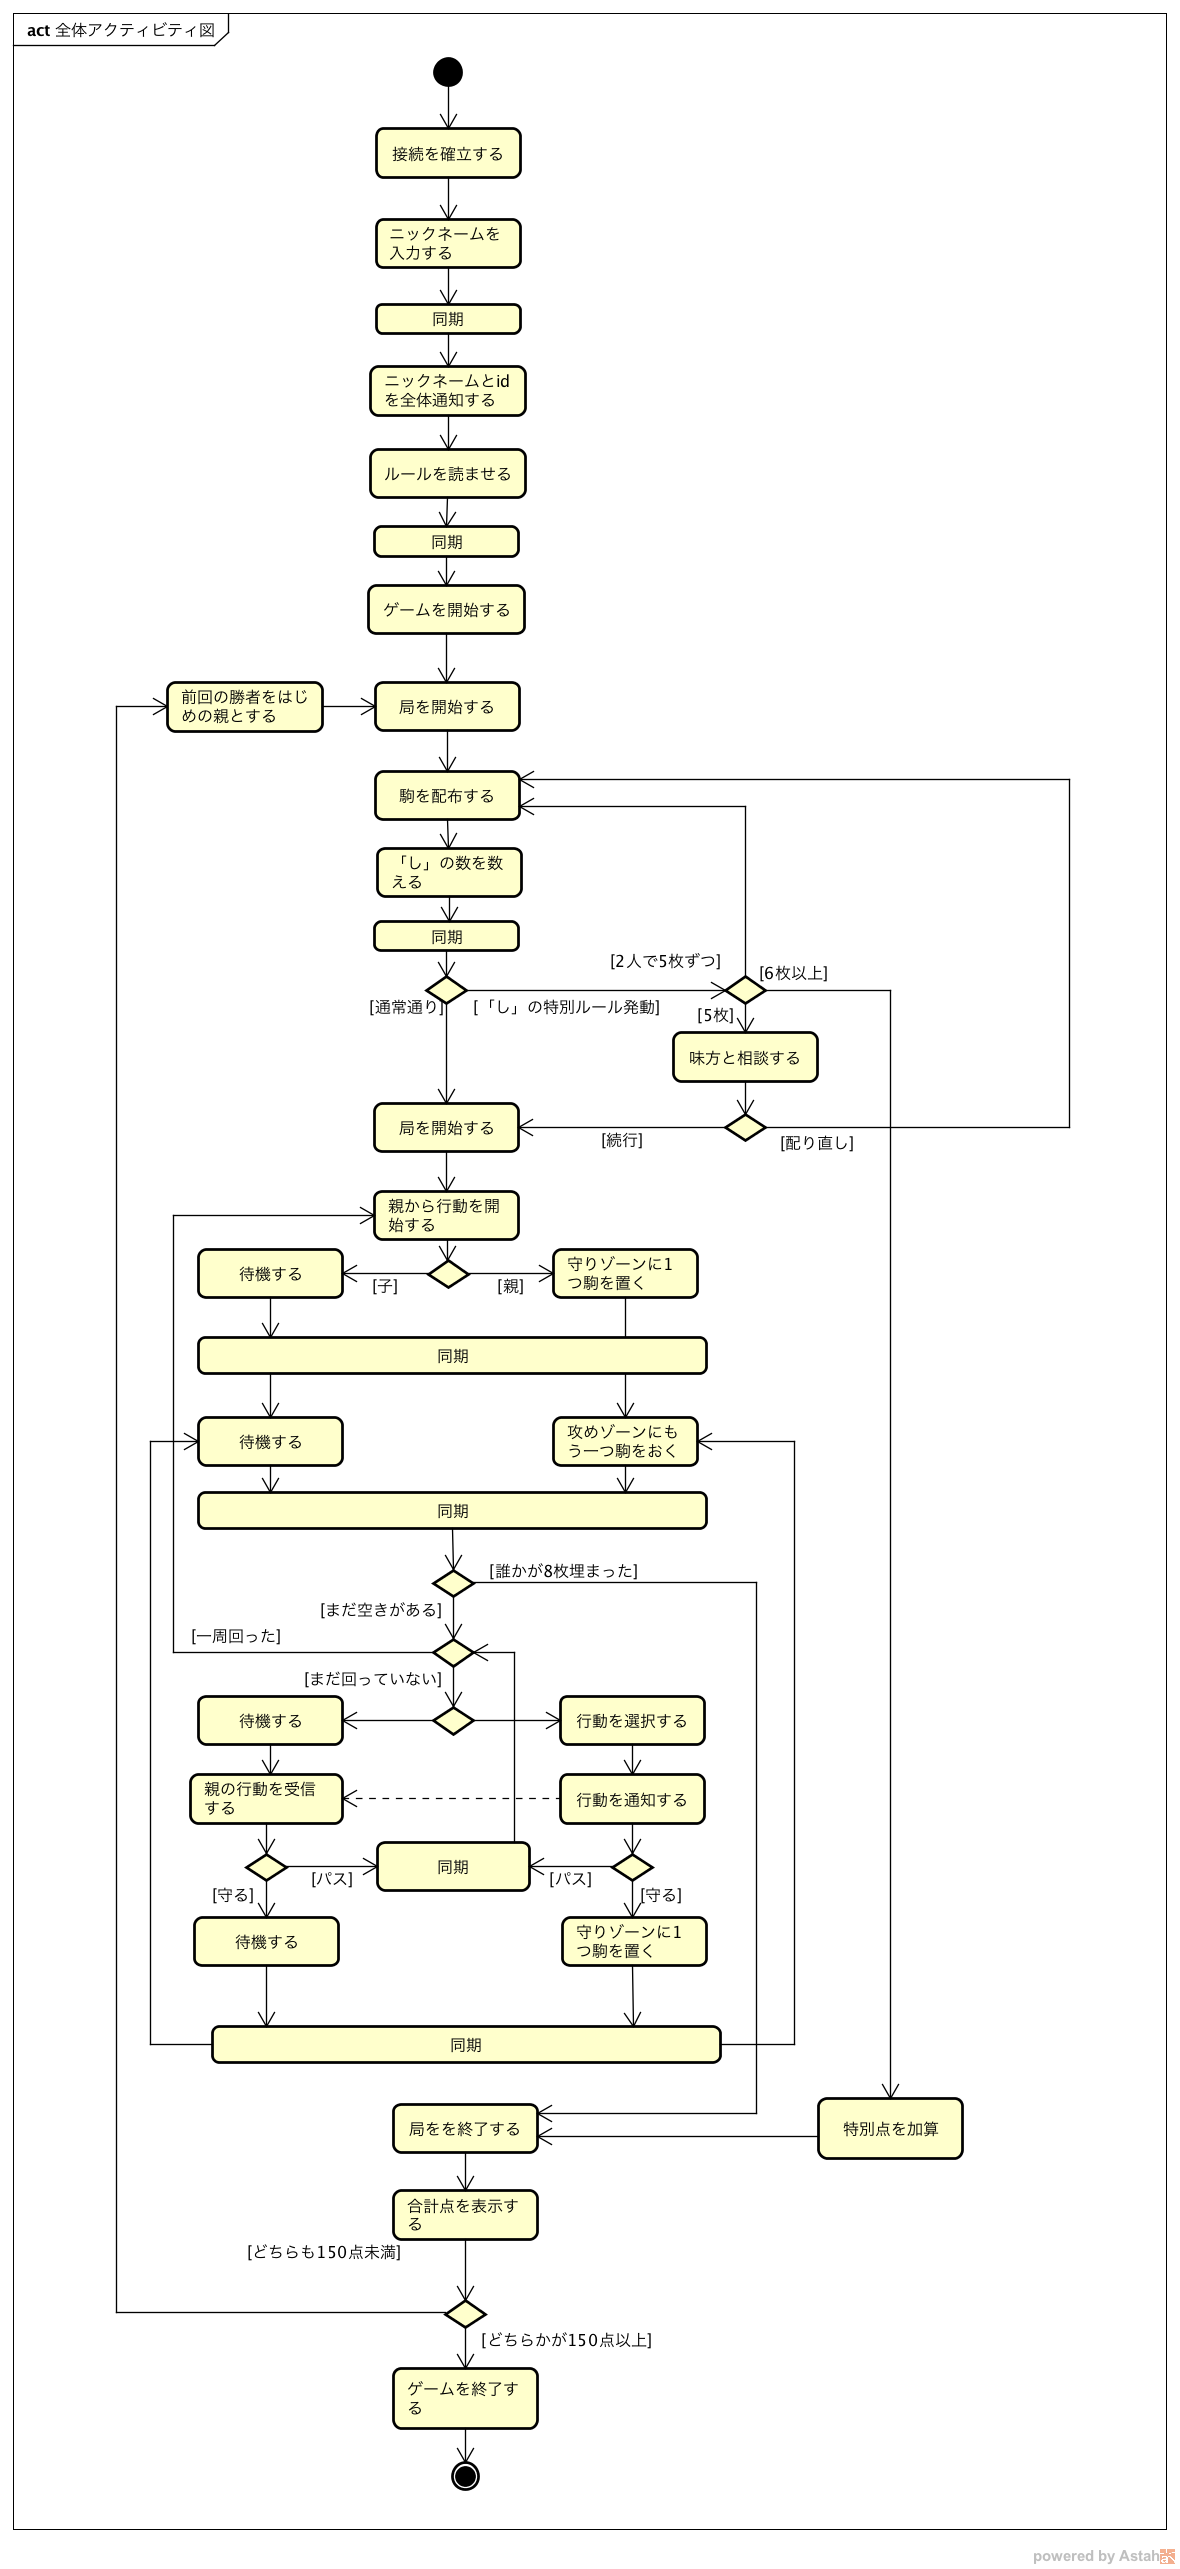 act 全体アクティビティ図
接続を確立する
ニックネームを
入力する
同期
ニックネームとid
を全体通知する
ルールを読ませる
同期
ゲームを開始する
前回の勝者をはじ
めの親とする
局を開始する
駒を配布する
「し」の数を数
える
同期
[2人で5枚ずつ]
[6枚以上]
[通常通り]
[「し」の特別ルール発動]
[5枚]
味方と相談する
局を開始する
[続行]
[配り直し]
親から行動を開
始する
待機する
[子]
[親]
守りゾーンに1
つ駒を置く
同期
待機する
攻めゾーンにも
う一つ駒をおく
同期
[誰かが8枚埋まった]
[まだ空きがある]
[一周回った]
[まだ回っていない]
待機する
行動を選択する
親の行動を受信
する
行動を通知する
[パス]
同期
[パス]
[守る]
[守る]
待機する
守りゾーンに1
つ駒を置く
同期
局をを終了する
特別点を加算
合計点を表示す
る
[どちらも150点未満]
[どちらかが150点以上]
ゲームを終了す
る
powered by Astah